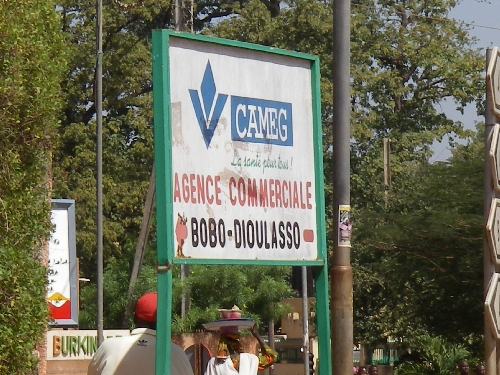 CAMEG
La santé pour tous !
AGENCE COMMERCIALE
BOBO-DIOULASSO
BURKIN